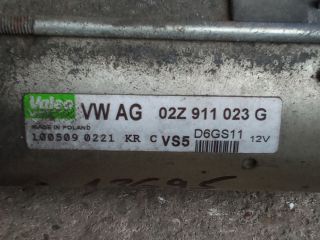 Valeo VW AG 02Z 911 023 G
MADE IN POLAND
100509 0221 KR C VS5 D6GS11 12V